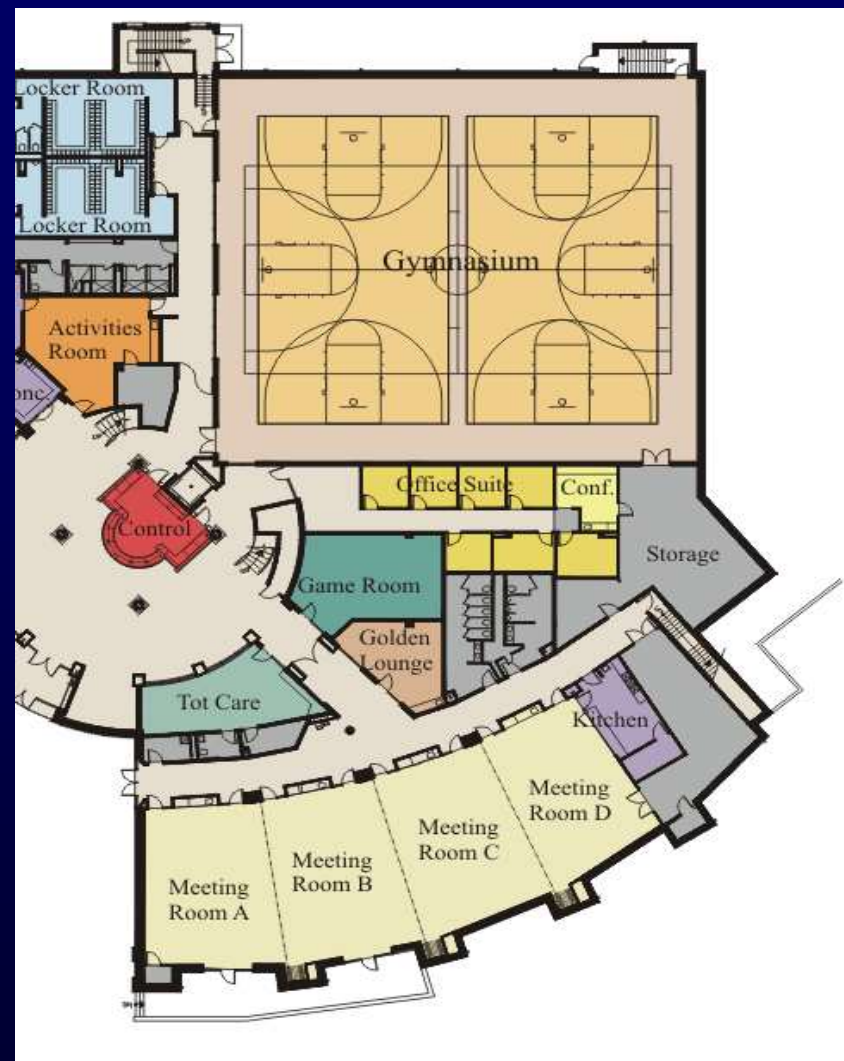 Locker Room
Locker Room
Gymnasium
Activities
Room
onc.
Office Suite
Conf.
Control
Storage
Game Room
Golden
Lounge
Tot Care
Kitchen
Meeting
Room D
Meeting
Room C
Meeting
Room B
Meeting
Room A